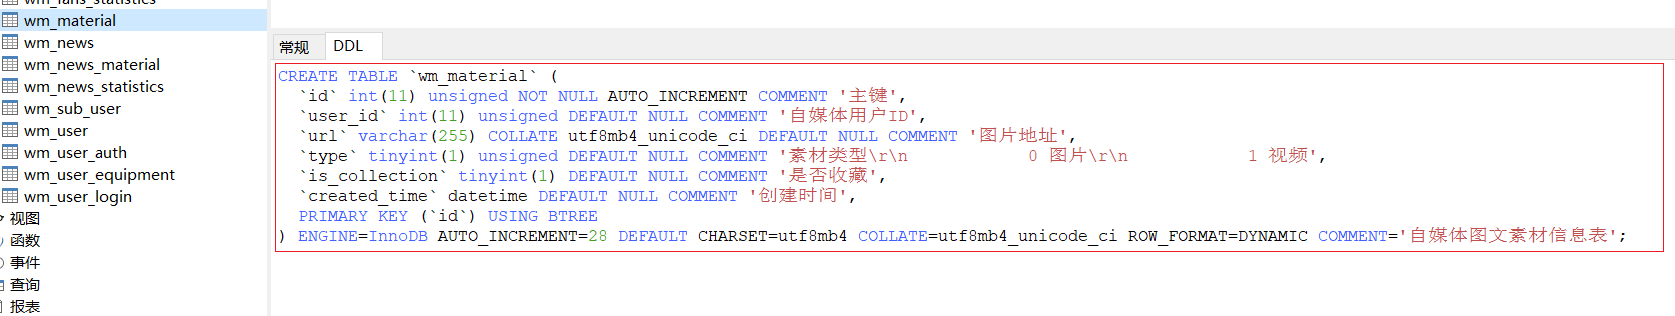 wm_fans_statistics
wm_material
wm_news
wm_news_material
wm_news_statistics
wm_sub_user
wm_user
wm_user_auth
wm_user_equipment
wm_user_login
视图
函数
事件
查询
报表
常规 DDL
CREATE TABLE `wm_material` (
  `id` int(11) unsigned NOT NULL AUTO_INCREMENT COMMENT '主键',
  `user_id` int(11) unsigned DEFAULT NULL COMMENT '自媒体用户ID',
  `url` varchar(255) COLLATE utf8mb4_unicode_ci DEFAULT NULL COMMENT '图片地址',
  `type` tinyint(1) unsigned DEFAULT NULL COMMENT '素材类型\r\n            0 图片\r\n            1 视频',
  `is_collection` tinyint(1) DEFAULT NULL COMMENT '是否收藏',
  `created_time` datetime DEFAULT NULL COMMENT '创建时间',
  PRIMARY KEY (`id`) USING BTREE
) ENGINE=InnoDB AUTO_INCREMENT=28 DEFAULT CHARSET=utf8mb4 COLLATE=utf8mb4_unicode_ci ROW_FORMAT=DYNAMIC COMMENT='自媒体图文素材信息表';